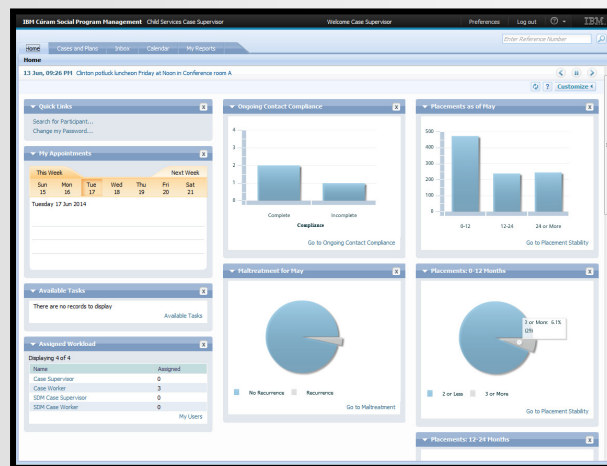 IBM Cúram Social Program Management Child Services Case Supervisor
Welcome Case Supervisor
Preferences
Log out
IBM
Enter Reference Number
Home
Cases and Plans
Inbox
Calendar
My Reports
Home
13 Jun, 09:26 PM Clinton potluck luncheon Friday at Noon in Conference room A
? Customize
Quick Links X
Search for Participant...
Change my Password...
My Appointments X
This Week
Next Week
Sun Mon Tue Wed Thu Fri Sat
15 16 17 18 19 20 21
Tuesday 17 Jun 2014
Available Tasks X
There are no records to display
Available Tasks
Assigned Workload X
Displaying 4 of 4
Name Assigned
Case Supervisor 0
Case Worker 3
SDM Case Supervisor 0
SDM Case Worker 0
My Users
Ongoing Contact Compliance X
4
3
2
1
0
Complete Incomplete
Compliance
Go to Ongoing Contact Compliance
Maltreatment for May X
No Recurrence Recurrence
Go to Maltreatment
Placements as of May X
500
400
300
200
100
0
0-12 12-24 24 or More
Go to Placement Stability
Placements: 0-12 Months X
3 or More: 6.1%
(29)
2 or Less 3 or More
Go to Placement Stability
Placements: 12-24 Months X